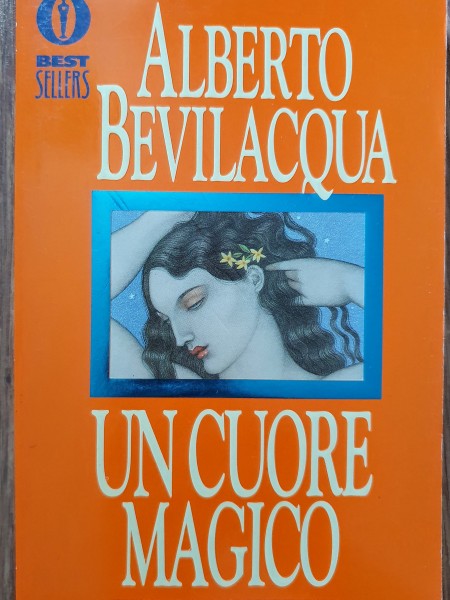 BEST
SELLERS
ALBERTO
BEVILACQUA
UN CUORE
MAGICO